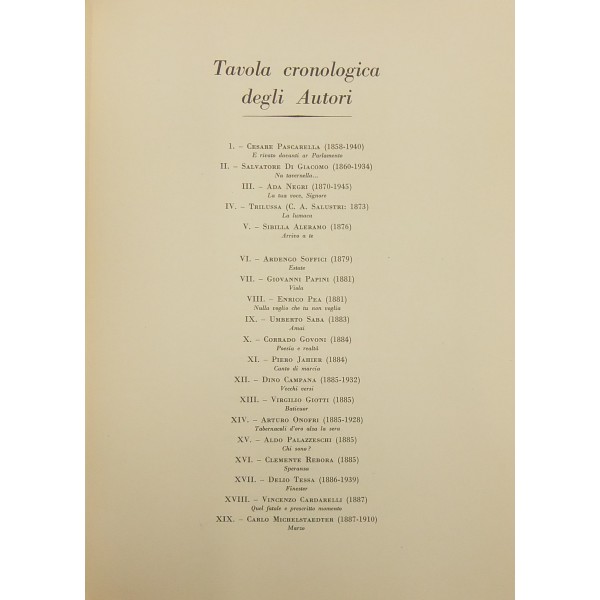 Tavola cronologica
degli Autori
I. – Cesare Pascarella (1858-1940)
E rivato davanti ar Parlamento
II. – Salvatore Di Giacomo (1860-1934)
Na tavernella...
III. – Ada Negri (1870-1945)
La tua voce, Signore
IV. – Trilussa (C. A. Salustri: 1873)
La lumaca
V. – Sibilla Aleramo (1876)
Arrivo a te
VI. – Ardengo Soffici (1879)
Estate
VII. – Giovanni Papini (1881)
Viola
VIII. – Enrico Pea (1881)
Nulla voglio che tu non voglia
IX. – Umberto Saba (1883)
Amai
X. – Corrado Govoni (1884)
Poesia e realtà
XI. – Piero Jahier (1884)
Canto di marcia
XII. – Dino Campana (1885-1932)
Vecchi versi
XIII. – Virgilio Giotti (1885)
Baticuor
XIV. – Arturo Onofri (1885-1928)
Tabernacoli d'oro alza la sera
XV. – Aldo Palazzeschi (1885)
Chi sono?
XVI. – Clemente Rebora (1885)
Speranza
XVII. – Delio Tessa (1886-1939)
Finester
XVIII. – Vincenzo Cardarelli (1887)
Quel fatale e prescritto momento
XIX. – Carlo Michelstaedter (1887-1910)
Marzo